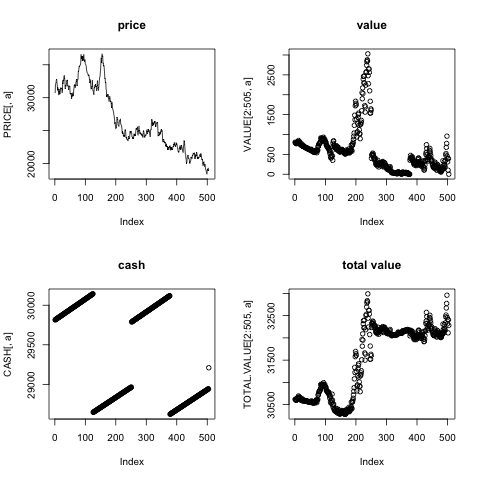 price
PRICE[, a]
20000
30000
0 100 200 300 400 500
Index
value
VALUE[2:505, a]
0
500
1500
2500
0 100 200 300 400 500
Index
cash
CASH[, a]
29000
29500
30000
0 100 200 300 400 500
Index
total value
TOTAL.VALUE[2:505, a]
30500
31500
32500
0 100 200 300 400 500
Index